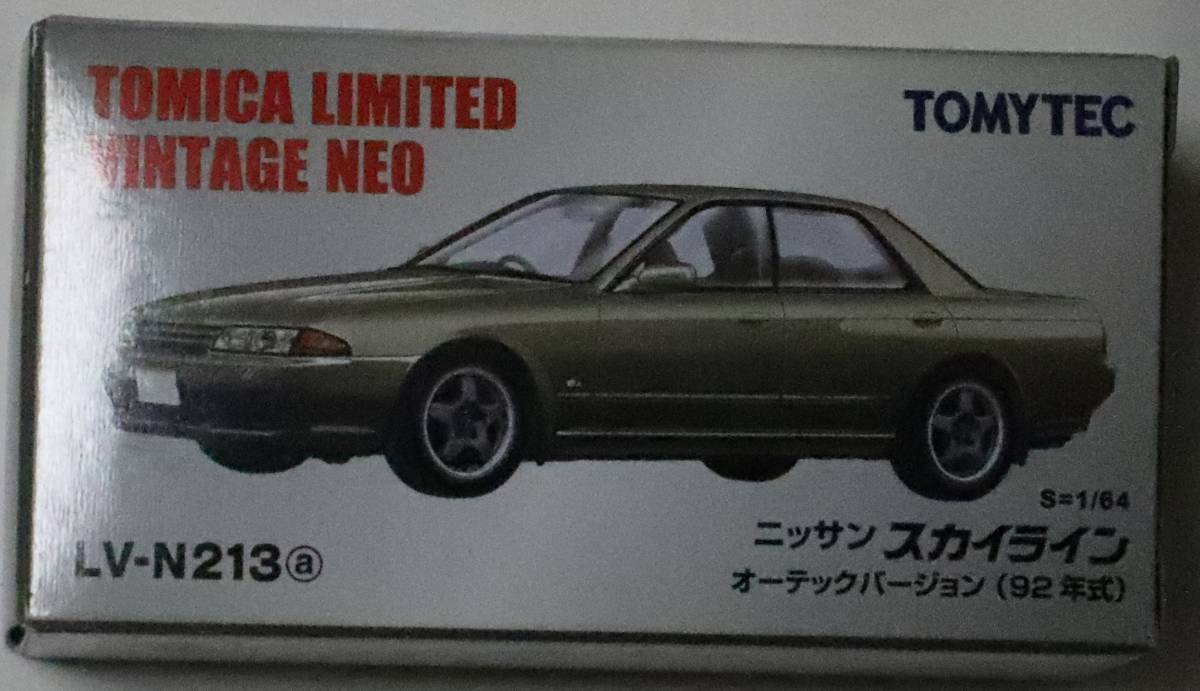 TOMICA LIMITED
VINTAGE NEO
TOMYTEC
S=1/64
ニッサン スカイライン
オーテックバージョン (92年式)
LV-N213ⓐ